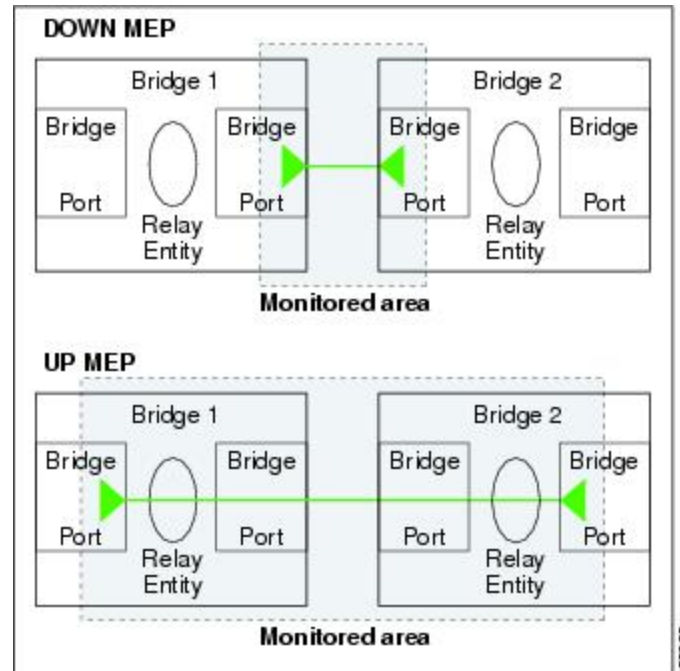 DOWN MEP
Bridge 1
Bridge 2
Bridge
Bridge
Bridge
Bridge
Port
Port
Port
Port
Relay
Entity
Relay
Entity
Monitored area
UP MEP
Bridge 1
Bridge 2
Bridge
Bridge
Bridge
Bridge
Port
Port
Port
Port
Relay
Entity
Relay
Entity
Monitored area